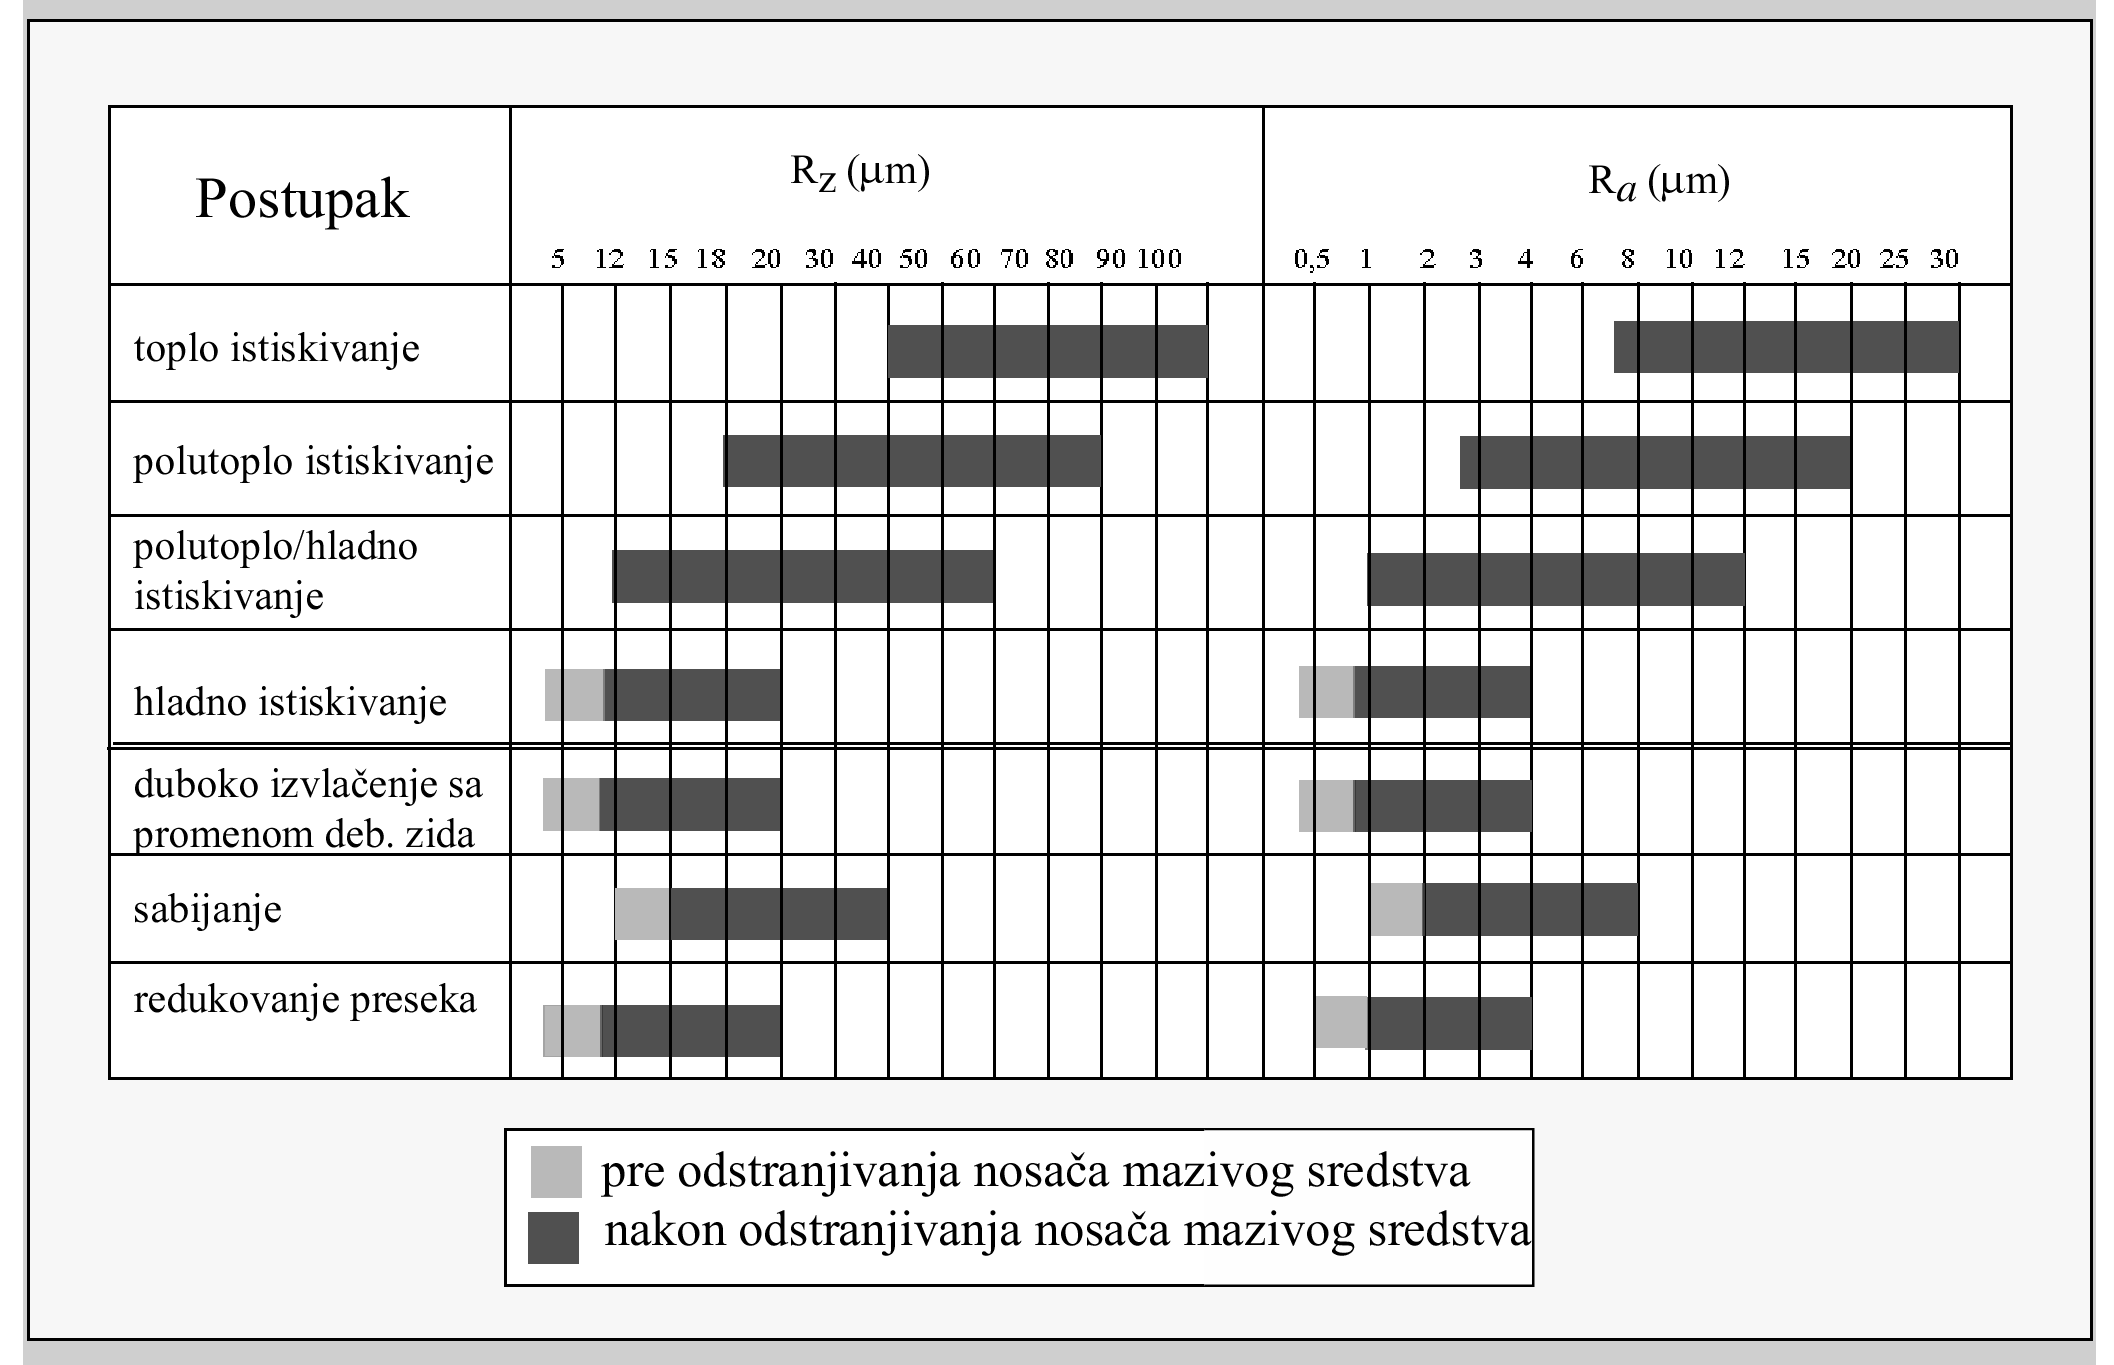 Postupak
Rz (μm)
Ra (μm)
5 12 15 18 20 30 40 50 60 70 80 90 100
0,5 1 2 3 4 6 8 10 12 15 20 25 30
toplo istiskivanje
polutoplo istiskivanje
polutoplo/hladno
istiskivanje
hladno istiskivanje
duboko izvlačenje sa
promenom deb. zida
sabijanje
redukovanje preseka
pre odstranjivanja nosača mazivog sredstva
nakon odstranjivanja nosača mazivog sredstva